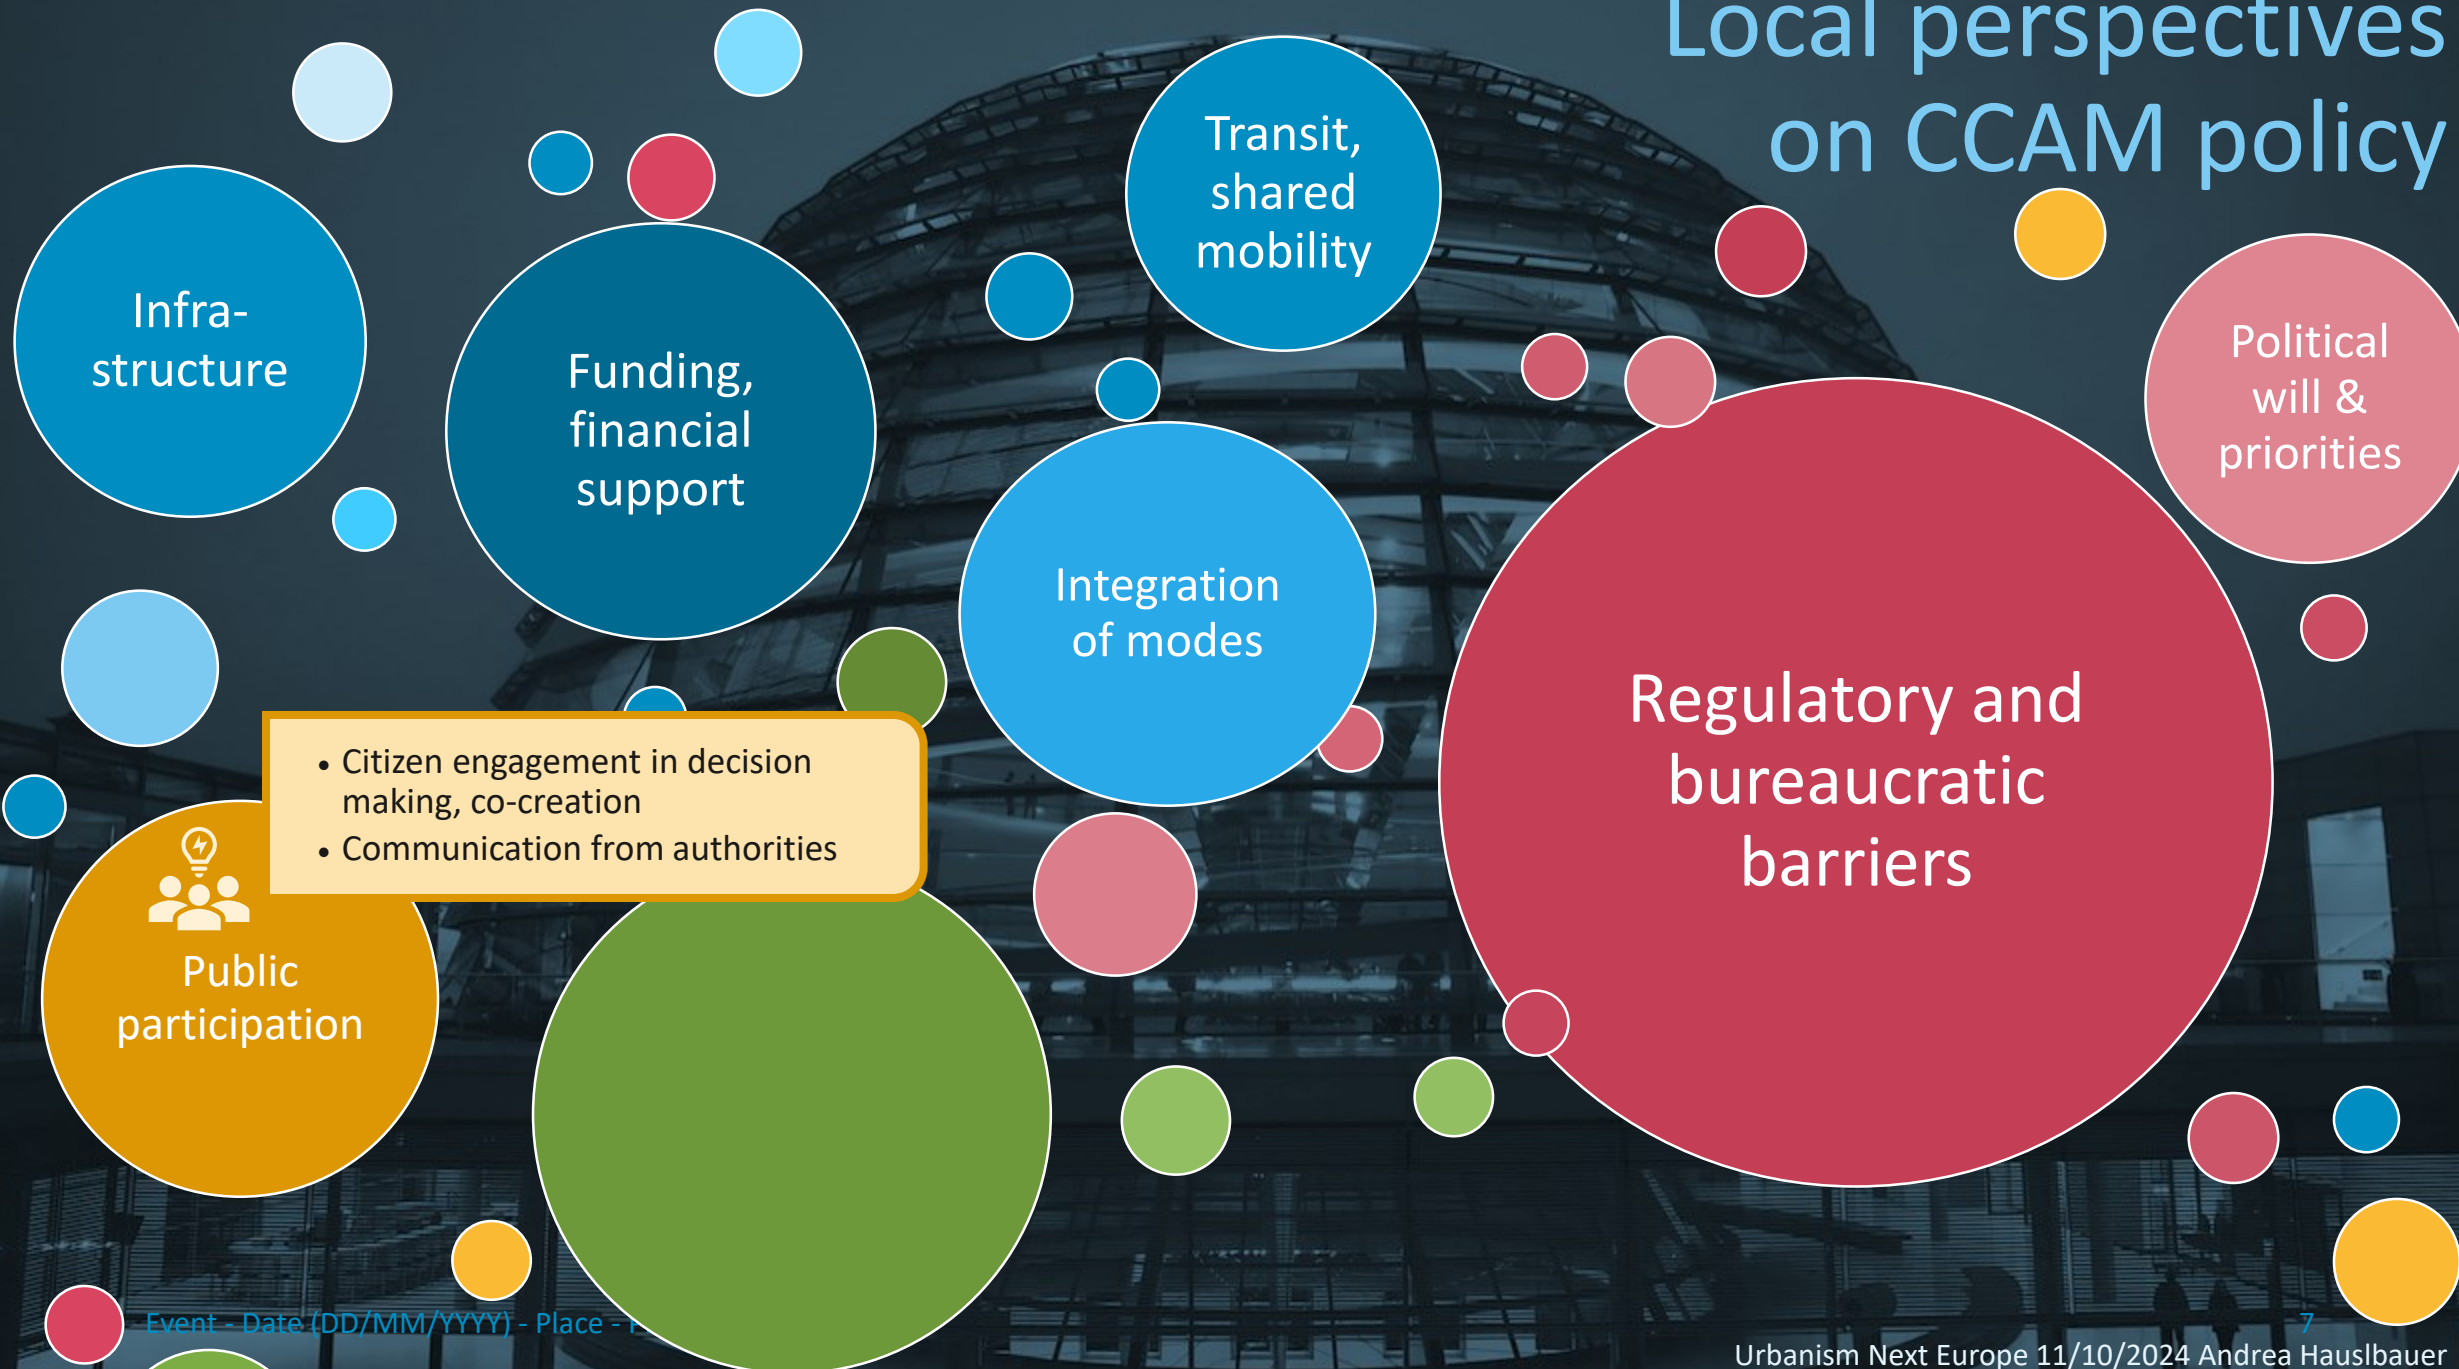 Local perspectives
on CCAM policy
Transit,
shared
mobility
Infra-
structure
Funding,
financial
support
Political
will &
priorities
Integration
of modes
Regulatory and
bureaucratic
barriers
• Citizen engagement in decision
making, co-creation
• Communication from authorities
Public
participation
Event - Date (DD/MM/YYYY) - Place -
7
Urbanism Next Europe 11/10/2024 Andrea Hauslbauer